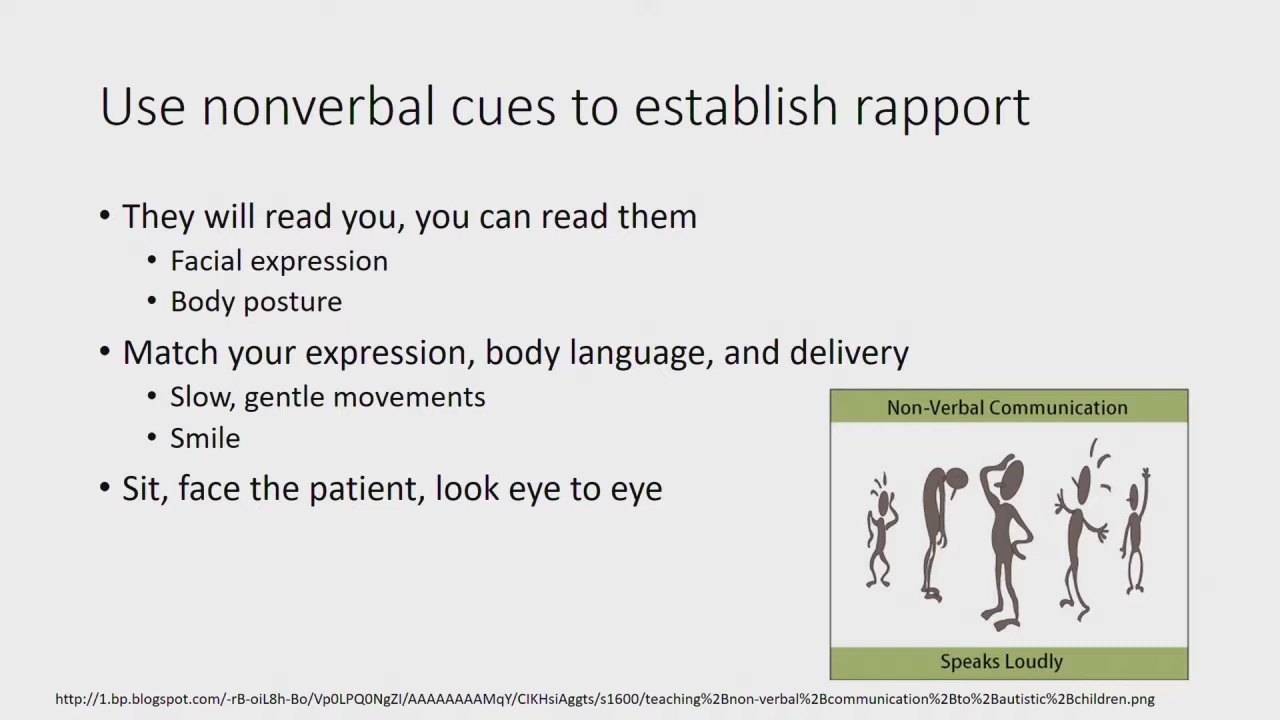 Use nonverbal cues to establish rapport
• They will read you, you can read them
• Facial expression
• Body posture
• Match your expression, body language, and delivery
• Slow, gentle movements
• Smile
• Sit, face the patient, look eye to eye
Non-Verbal Communication
Speaks Loudly
http://1.bp.blogspot.com/-rB-oiL8h-Bo/Vp0LPQ0NgZI/AAAAAAAAMqY/CIKHsiAggts/s1600/teaching%2Bnon-verbal%2Bcommunication%2Bto%2Bautistic%2Bchildren.png